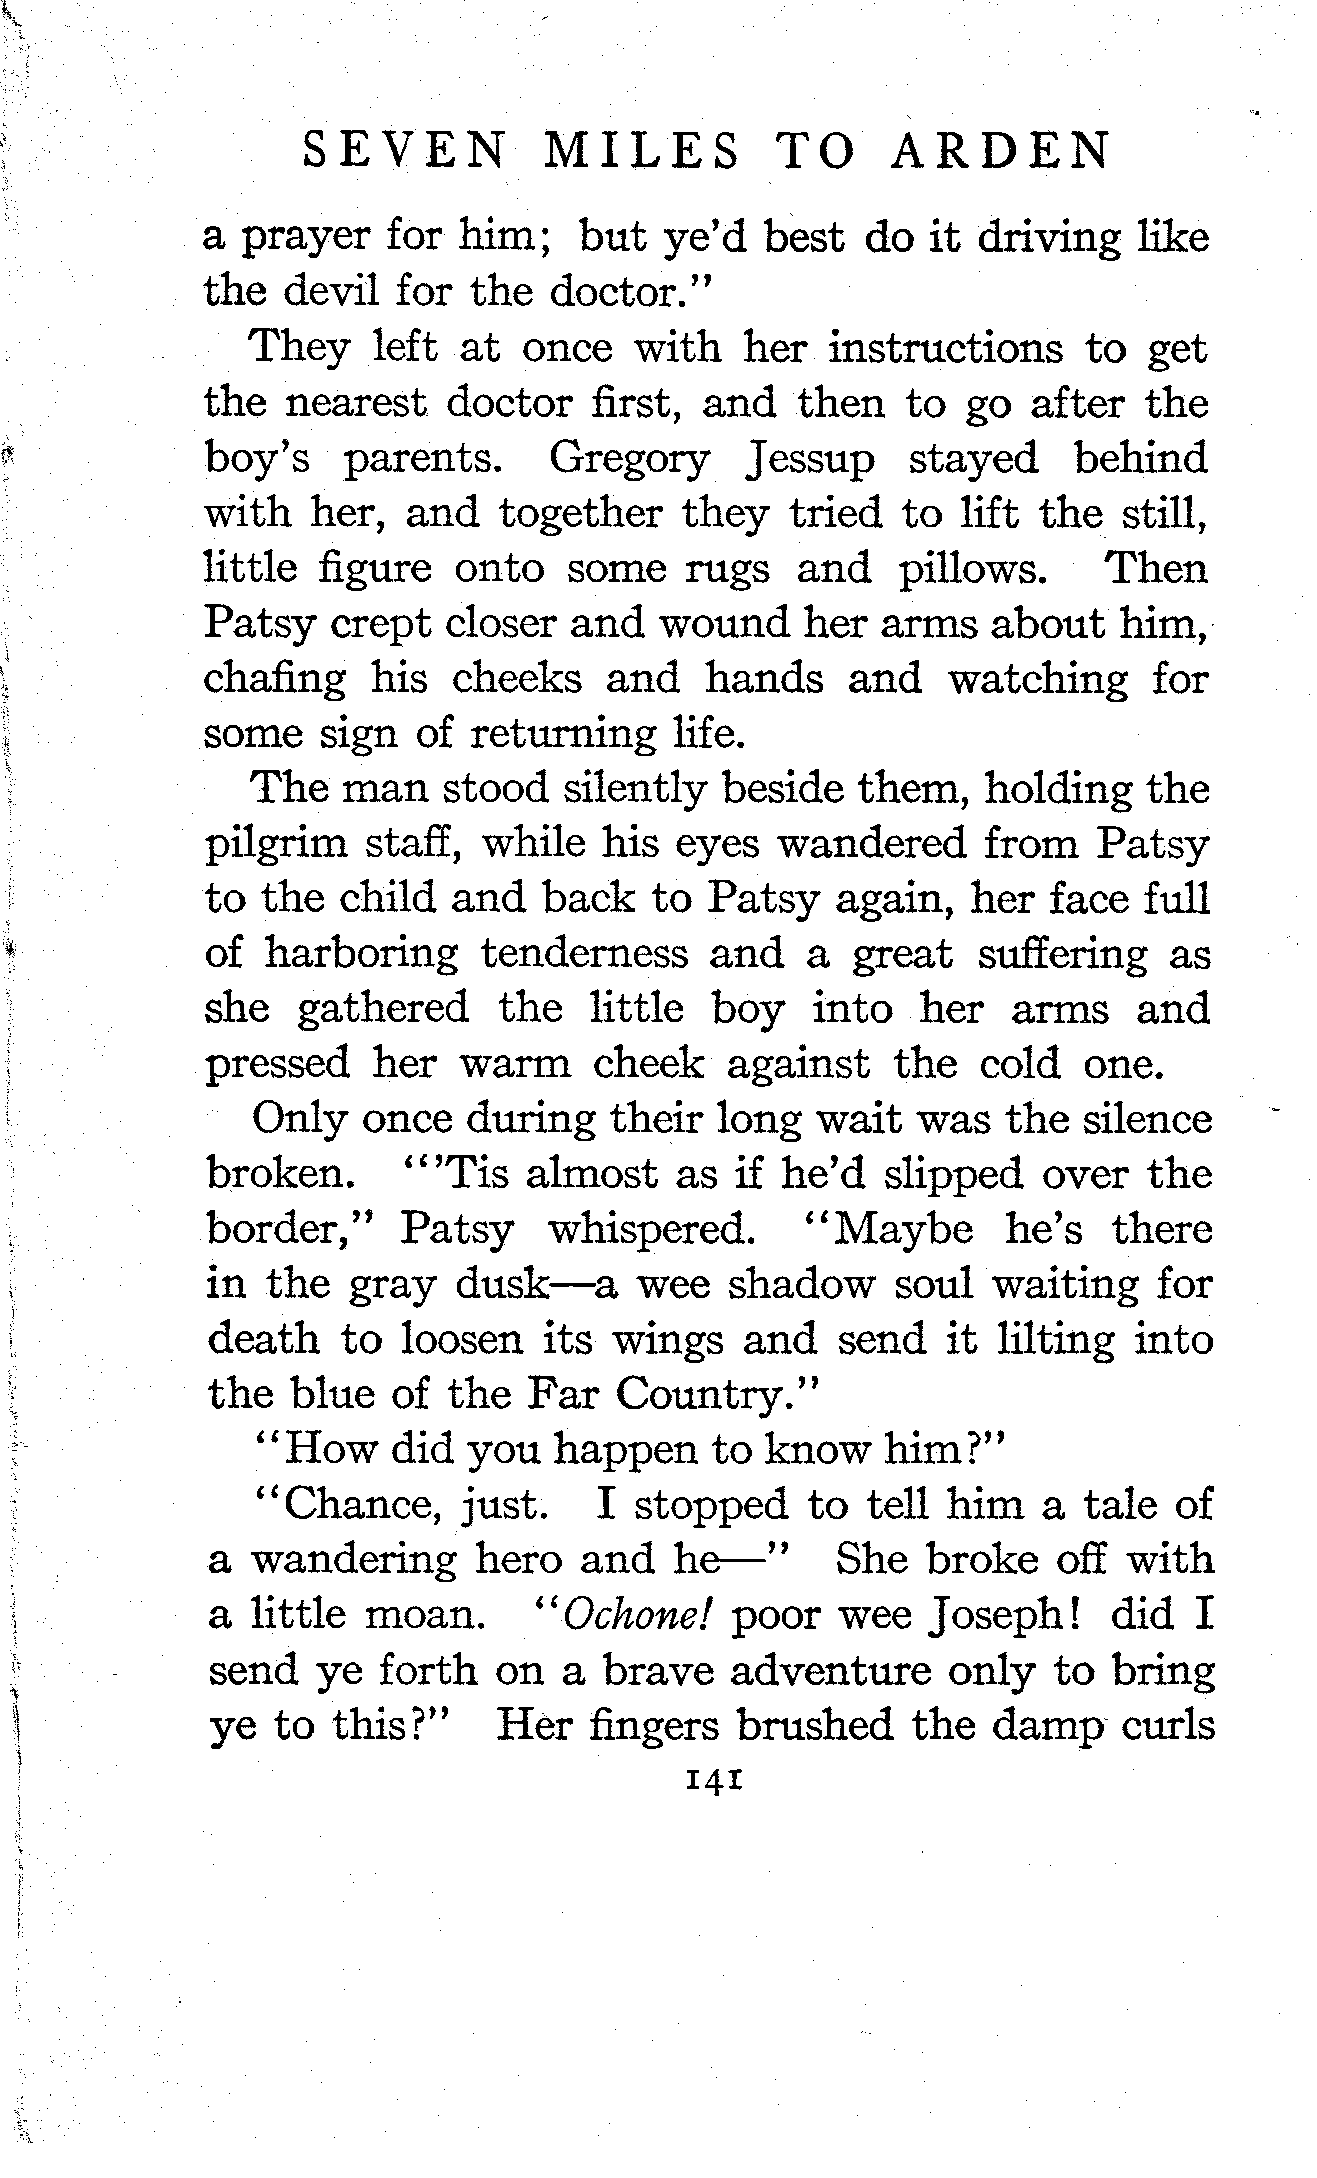 SEVEN MILES TO ARDEN
a prayer for him; but ye'd best do it driving like
the devil for the doctor."
They left at once with her instructions to get
the nearest doctor first, and then to go after the
boy's parents. Gregory Jessup stayed behind
with her, and together they tried to lift the still,
little figure onto some rugs and pillows. Then
Patsy crept closer and wound her arms about him,
chafing his cheeks and hands and watching for
some sign of returning life.
The man stood silently beside them, holding the
pilgrim staff, while his eyes wandered from Patsy
to the child and back to Patsy again, her face full
of harboring tenderness and a great suffering as
she gathered the little boy into her arms and
pressed her warm cheek against the cold one.
Only once during their long wait was the silence
broken. "'Tis almost as if he'd slipped over the
border," Patsy whispered. "Maybe he's there
in the gray dusk—a wee shadow soul waiting for
death to loosen its wings and send it lilting into
the blue of the Far Country."
"How did you happen to know him?"
"Chance, just. I stopped to tell him a tale of
a wandering hero and he—" She broke off with
a little moan. "Ochone! poor wee Joseph! did I
send ye forth on a brave adventure only to bring
ye to this?" Her fingers brushed the damp curls
141